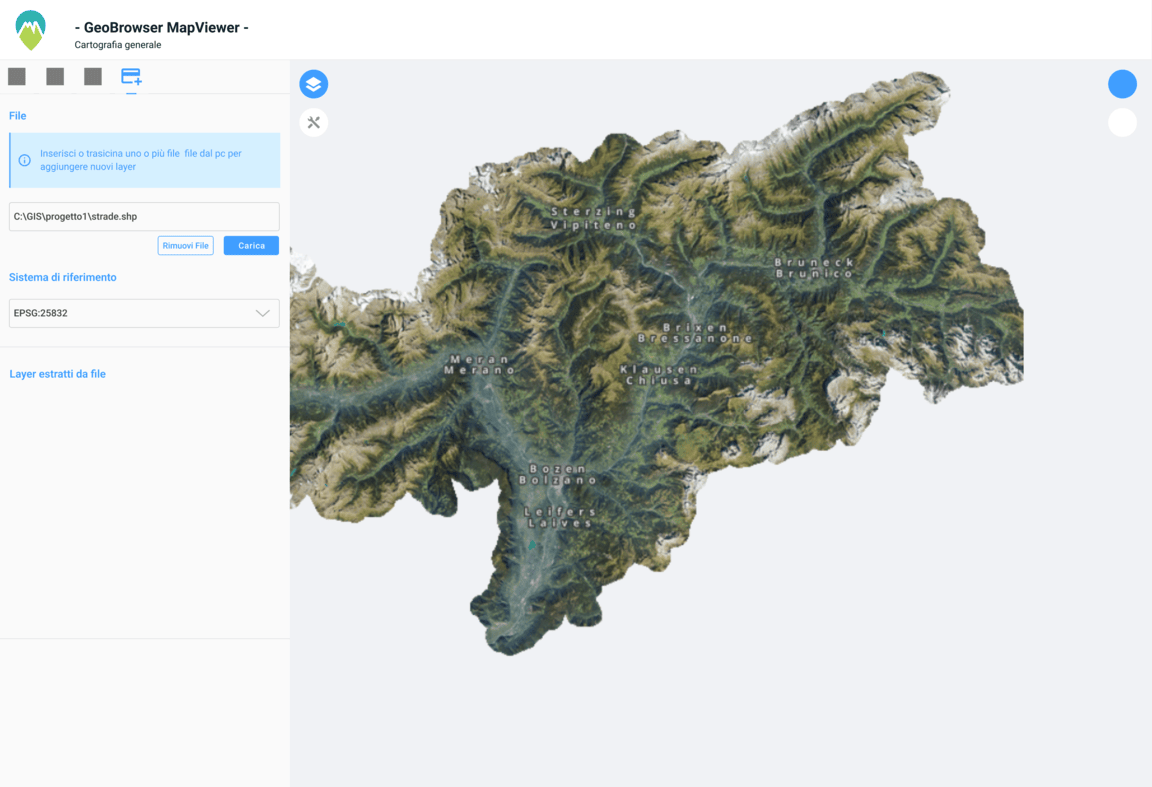 - GeoBrowser MapViewer -
Cartografia generale
File
Inserisci o trasicina uno o più file  file dal pc per
aggiungere nuovi layer
C:\GIS\progetto1\strade.shp
Rimuovi File
Carica
Sistema di riferimento
EPSG:25832
Layer estratti da file
Sterzing
Vipiteno
Bruneck
Brunico
Brixen
Bressanone
Meran
Merano
Klausen
Chiusa
Bozen
Bolzano
Leifers
Laives